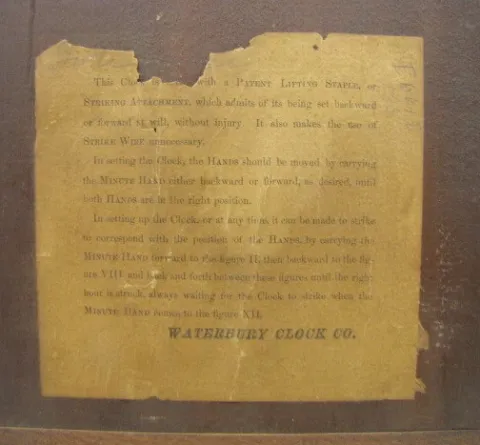 This Clock is with a PATENT LIFTING STAPLE, or
STRIKING ATTACHMENT, which admits of its being set backward
or forward at will, without injury. It also makes the use of
STRIKE WIRE unnecessary.
In setting the Clock, the HANDS should be moved by carrying
the MINUTE HAND either backward or forward, as desired, until
both HANDS are in the right position.
In setting up the Clock, or at any time, it can be made to strike
to correspond with the position of the HANDS, by carrying the
MINUTE HAND forward to the figure II, then backward to the fig-
ure VIII and back and forth between these figures until the right
hour is struck, always waiting for the Clock to strike when the
MINUTE HAND comes to the figure XII.
WATERBURY CLOCK CO.